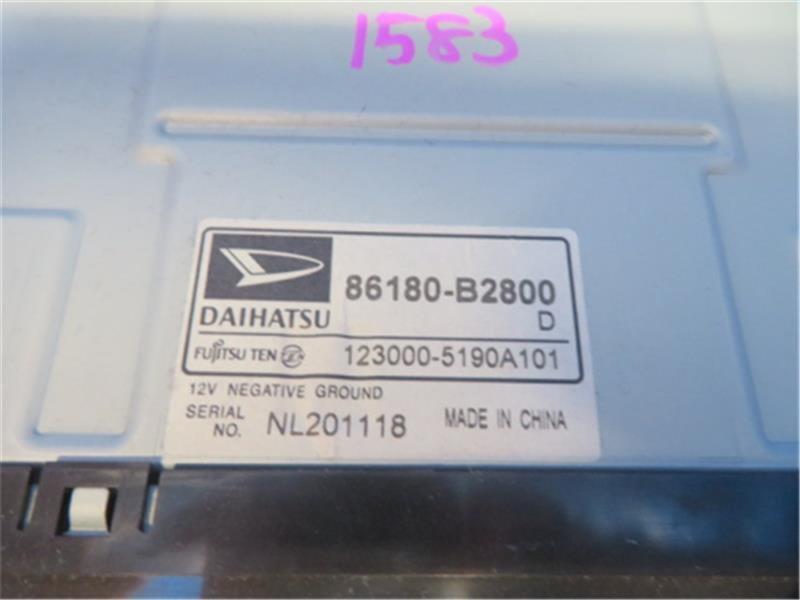 1583
86180-B2800
DAIHATSU
D
FUJITSU TEN
123000-5190A101
12V NEGATIVE GROUND
SERIAL NO. NL201118
MADE IN CHINA